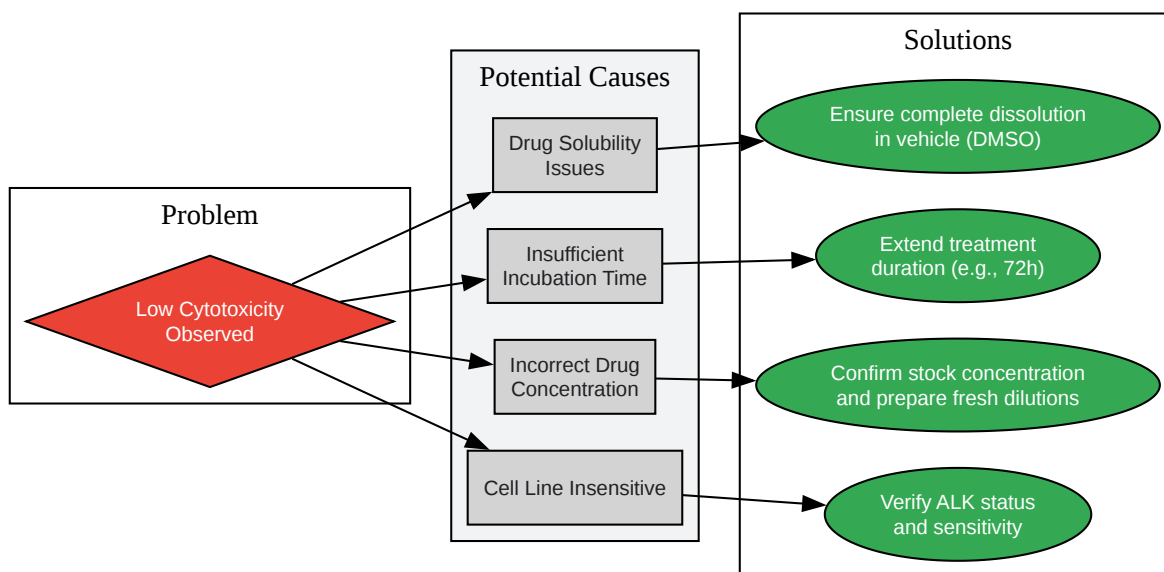 Problem
Low Cytotoxicity
Observed
Potential Causes
Drug Solubility
Issues
Insufficient
Incubation Time
Incorrect Drug
Concentration
Cell Line Insensitive
Solutions
Ensure complete dissolution
in vehicle (DMSO)
Extend treatment
duration (e.g., 72h)
Confirm stock concentration
and prepare fresh dilutions
Verify ALK status
and sensitivity